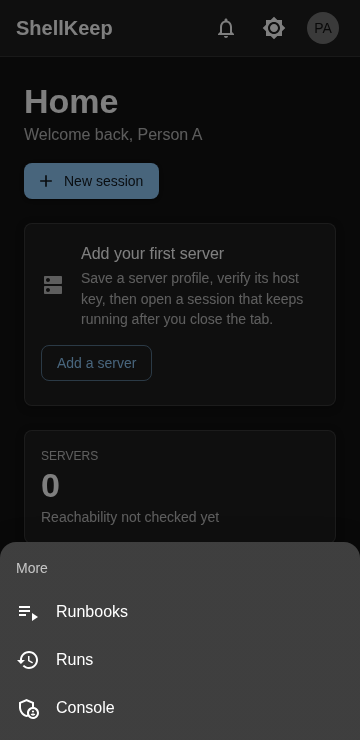 ShellKeep
PA
Home
Welcome back, Person A
New session
Add your first server
Save a server profile, verify its host
key, then open a session that keeps
running after you close the tab.
Add a server
SERVERS
0
Reachability not checked yet
More
Runbooks
Runs
Console